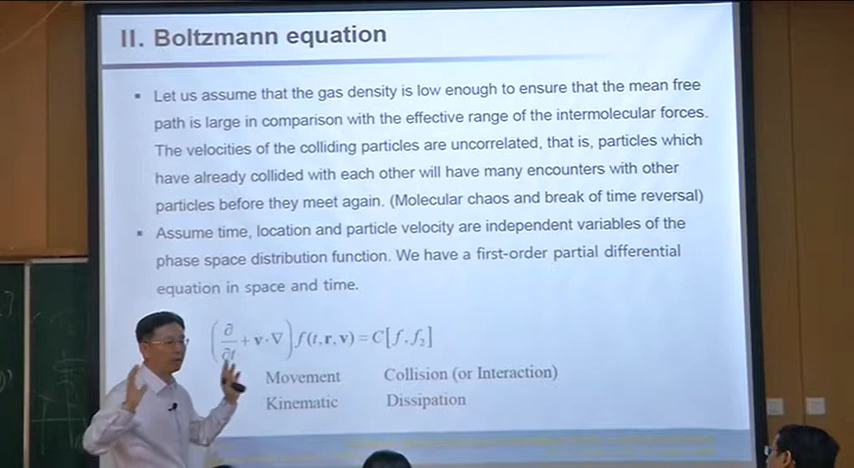 II. Boltzmann equation
▪ Let us assume that the gas density is low enough to ensure that the mean free
path is large in comparison with the effective range of the intermolecular forces.
The velocities of the colliding particles are uncorrelated, that is, particles which
have already collided with each other will have many encounters with other
particles before they meet again. (Molecular chaos and break of time reversal)
▪ Assume time, location and particle velocity are independent variables of the
phase space distribution function. We have a first-order partial differential
equation in space and time.
(∂/∂t + v·∇) f(t,r,v) = C[f,f₂]
Movement Collision (or Interaction)
Kinematic Dissipation